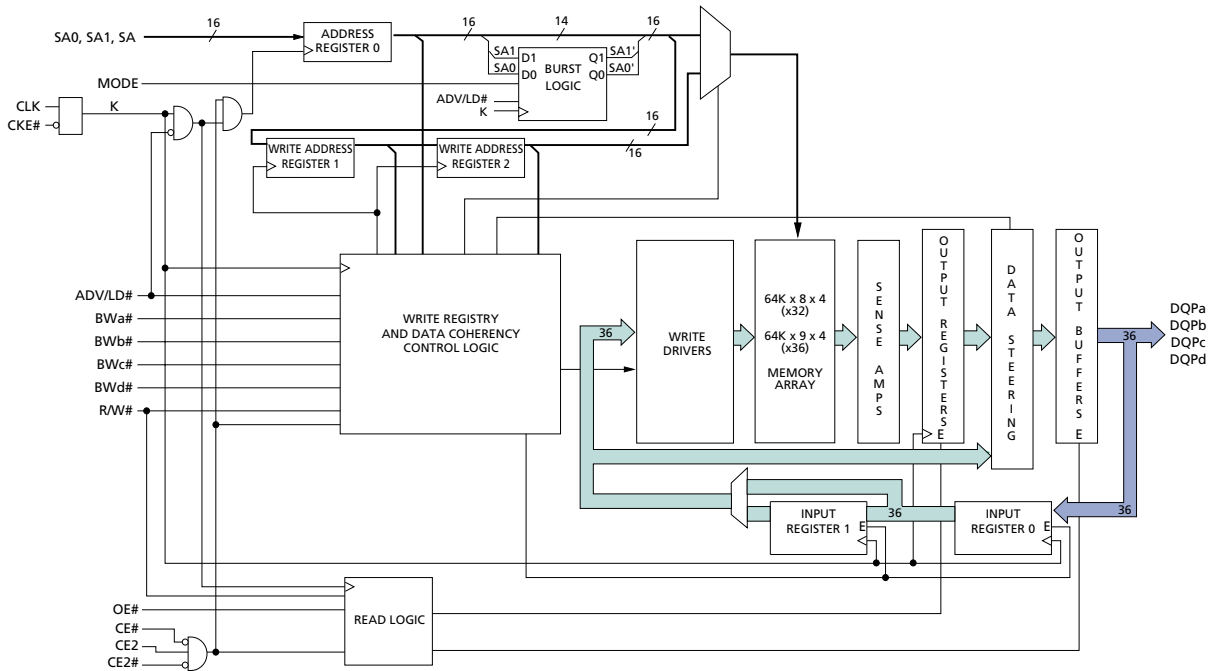 16
SA0, SA1, SA
ADDRESS
REGISTER 0
16
14
16
SA1
SA0
D1
D0
BURST
LOGIC
Q1
Q0
SA1'
SA0'
MODE
ADV/LD#
K
CLK
CKE#
K
16
16
WRITE ADDRESS
REGISTER 1
WRITE ADDRESS
REGISTER 2
ADV/LD#
BWa#
BWb#
BWc#
BWd#
R/W#
WRITE REGISTRY
AND DATA COHERENCY
CONTROL LOGIC
36
WRITE
DRIVERS
64K x 8 x 4
(x32)
64K x 9 x 4
(x36)
MEMORY
ARRAY
SENSE AMPS
OUTPUT REGISTERS
E
DATA STEERING
OUTPUT BUFFERS
E
36
DQPa
DQPb
DQPc
DQPd
INPUT
REGISTER 1
E
36
INPUT
REGISTER 0
E
36
OE#
CE#
CE2
CE2#
READ LOGIC